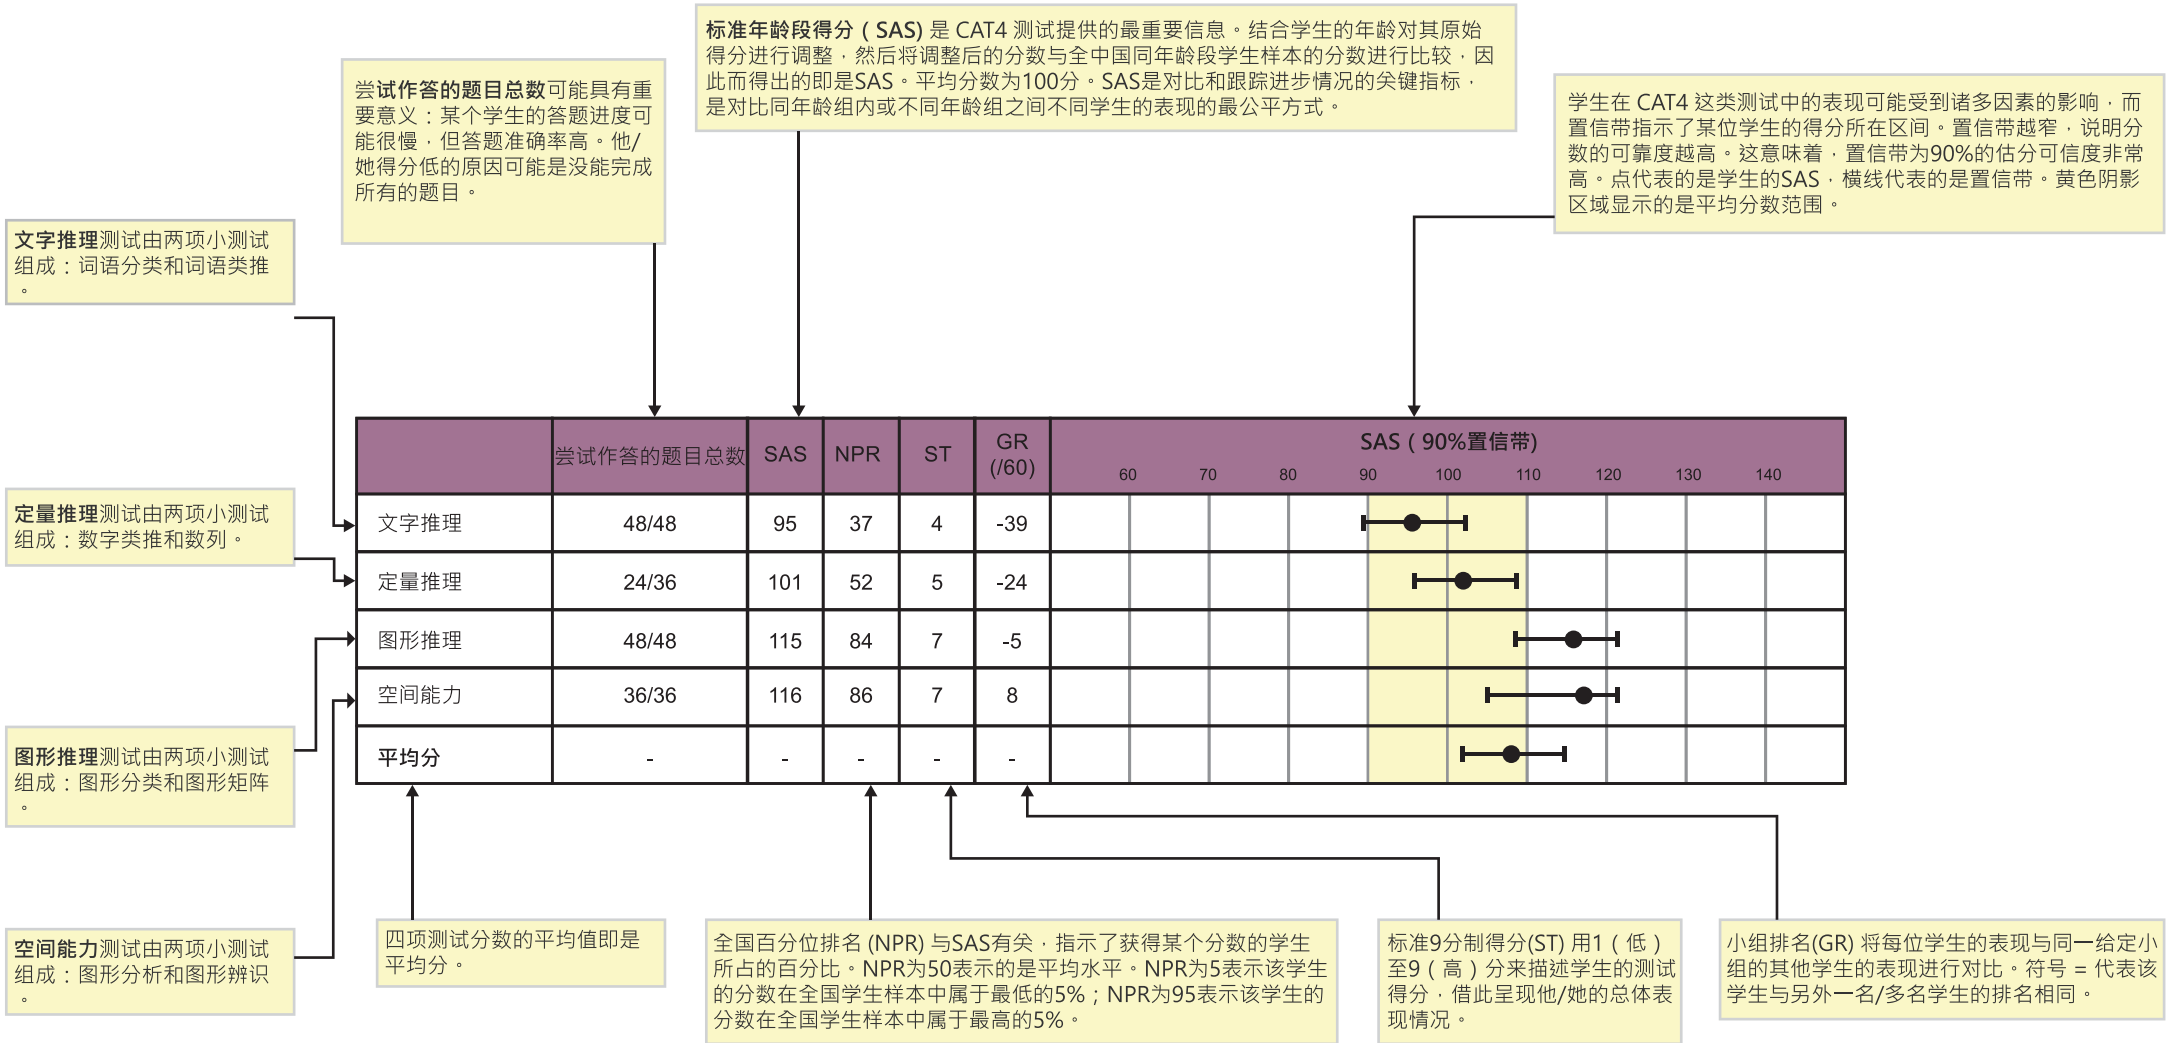 标准年龄段得分 ( SAS) 是 CAT4 测试提供的最重要信息。结合学生的年龄对其原始
得分进行调整，然后将调整后的分数与全中国同年龄段学生样本的分数进行比较，因
此而得出的即是SAS。平均分数为100分。SAS是对比和跟踪进步情况的关键指标，
是对比同年龄组内或不同年龄组之间不同学生的表现的最公平方式。
尝试作答的题目总数可能具有重
要意义：某个学生的答题进度可
能很慢，但答题准确率高。他/
她得分低的原因可能是没能完成
所有的题目。
学生在 CAT4 这类测试中的表现可能受到诸多因素的影响，而
置信带指示了某位学生的得分所在区间。置信带越窄，说明分
数的可靠度越高。这意味着，置信带为90%的估分可信度非常
高。点代表的是学生的SAS，横线代表的是置信带。黄色阴影
区域显示的是平均分数范围。
文字推理测试由两项小测试
组成：词语分类和词语类推
。
定量推理测试由两项小测试
组成：数字类推和数列。
图形推理测试由两项小测试
组成：图形分类和图形矩阵
。
空间能力测试由两项小测试
组成：图形分析和图形辨识
。
尝试作答的题目总数 SAS NPR ST GR (/60) SAS ( 90%置信带)
60 70 80 90 100 110 120 130 140
文字推理 48/48 95 37 4 -39
定量推理 24/36 101 52 5 -24
图形推理 48/48 115 84 7 -5
空间能力 36/36 116 86 7 8
平均分 - - - - -
四项测试分数的平均值即是
平均分。
全国百分位排名 (NPR) 与SAS有关，指示了获得某个分数的学生
所占的百分比。NPR为50表示的是平均水平。NPR为5表示该学生
的分数在全国学生样本中属于最低的5%；NPR为95表示该学生的
分数在全国学生样本中属于最高的5%。
标准9分制得分(ST) 用1（低）
至9（高）分来描述学生的测试
得分，借此呈现他/她的总体表
现情况。
小组排名(GR) 将每位学生的表现与同一给定小
组的其他学生的表现进行对比。符号 = 代表该
学生与另外一名/多名学生的排名相同。